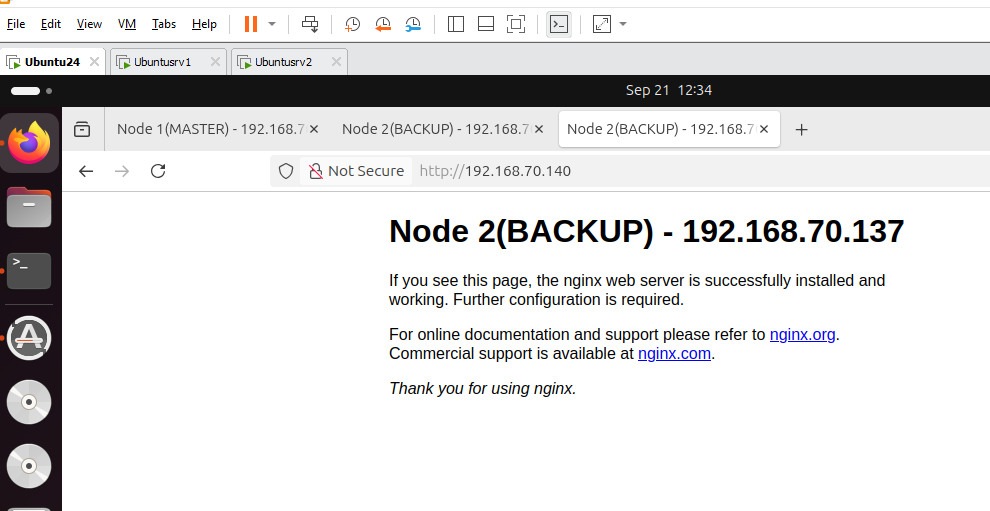 File Edit View VM Tabs Help
Ubuntu24 Ubuntusrv1 Ubuntusrv2
Sep 21 12:34
Node 1(MASTER) - 192.168.7 Node 2(BACKUP) - 192.168.7 Node 2(BACKUP) - 192.168.7
Not Secure http://192.168.70.140
Node 2(BACKUP) - 192.168.70.137
If you see this page, the nginx web server is successfully installed and
working. Further configuration is required.
For online documentation and support please refer to nginx.org.
Commercial support is available at nginx.com.
Thank you for using nginx.